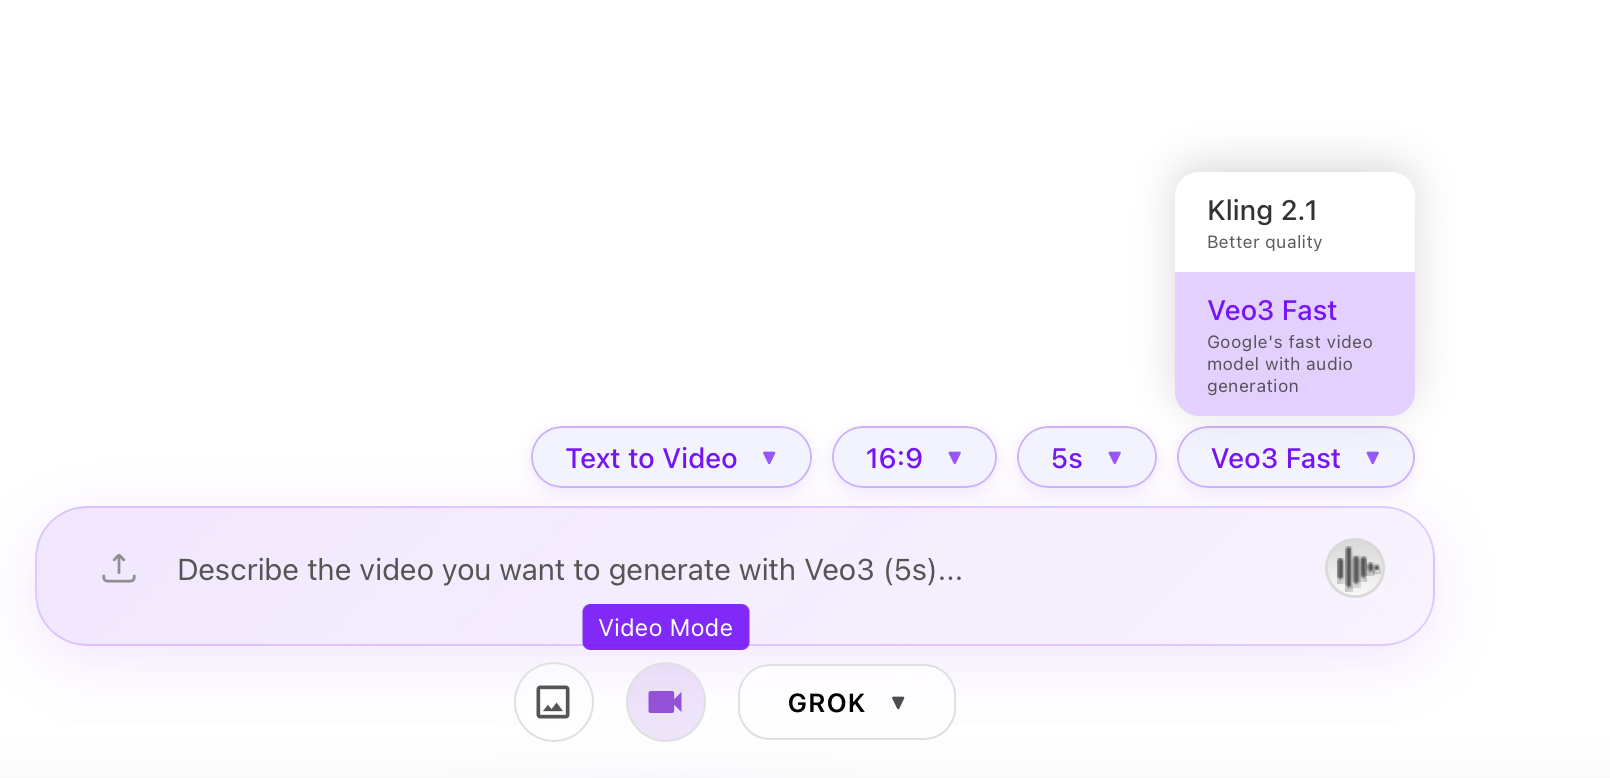 Kling 2.1
Better quality
Veo3 Fast
Google's fast video
model with audio
generation
Text to Video
16:9
5s
Veo3 Fast
Describe the video you want to generate with Veo3 (5s)...
Video Mode
GROK